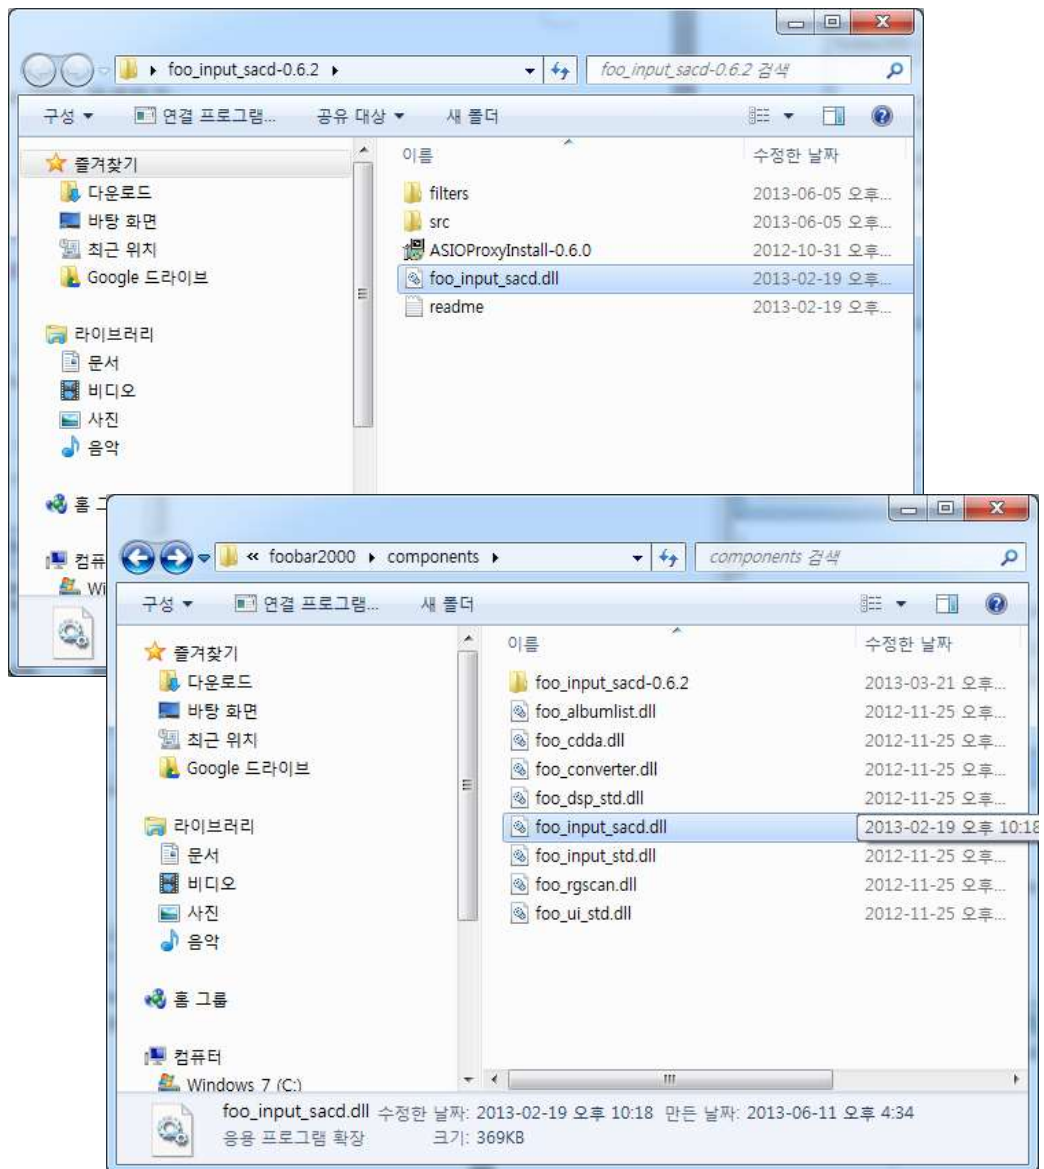 foo_input_sacd-0.6.2
foo_input_sacd-0.6.2 검색
구성 연결 프로그램... 공유 대상 새 폴더
즐겨찾기
다운로드
바탕 화면
최근 위치
Google 드라이브
라이브러리
문서
비디오
사진
음악
홈 그
컴퓨
Wi
이름 수정한 날짜
filters 2013-06-05 오후...
src 2013-06-05 오후...
ASIOProxyInstall-0.6.0 2012-10-31 오후...
foo_input_sacd.dll 2013-02-19 오후...
readme 2013-02-19 오후...
« foobar2000 components
components 검색
구성 연결 프로그램... 새 폴더
즐겨찾기
다운로드
바탕 화면
최근 위치
Google 드라이브
라이브러리
문서
비디오
사진
음악
홈 그룹
컴퓨터
Windows 7 (C:)
이름 수정한 날짜
foo_input_sacd-0.6.2 2013-03-21 오후...
foo_albumlist.dll 2012-11-25 오후...
foo_cdda.dll 2012-11-25 오후...
foo_converter.dll 2012-11-25 오후...
foo_dsp_std.dll 2012-11-25 오후...
foo_input_sacd.dll 2013-02-19 오후 10:18
foo_input_std.dll 2012-11-25 오후...
foo_rgscan.dll 2012-11-25 오후...
foo_ui_std.dll 2012-11-25 오후...
foo_input_sacd.dll 수정한 날짜: 2013-02-19 오후 10:18 만든 날짜: 2013-06-11 오후 4:34
응용 프로그램 확장 크기: 369KB